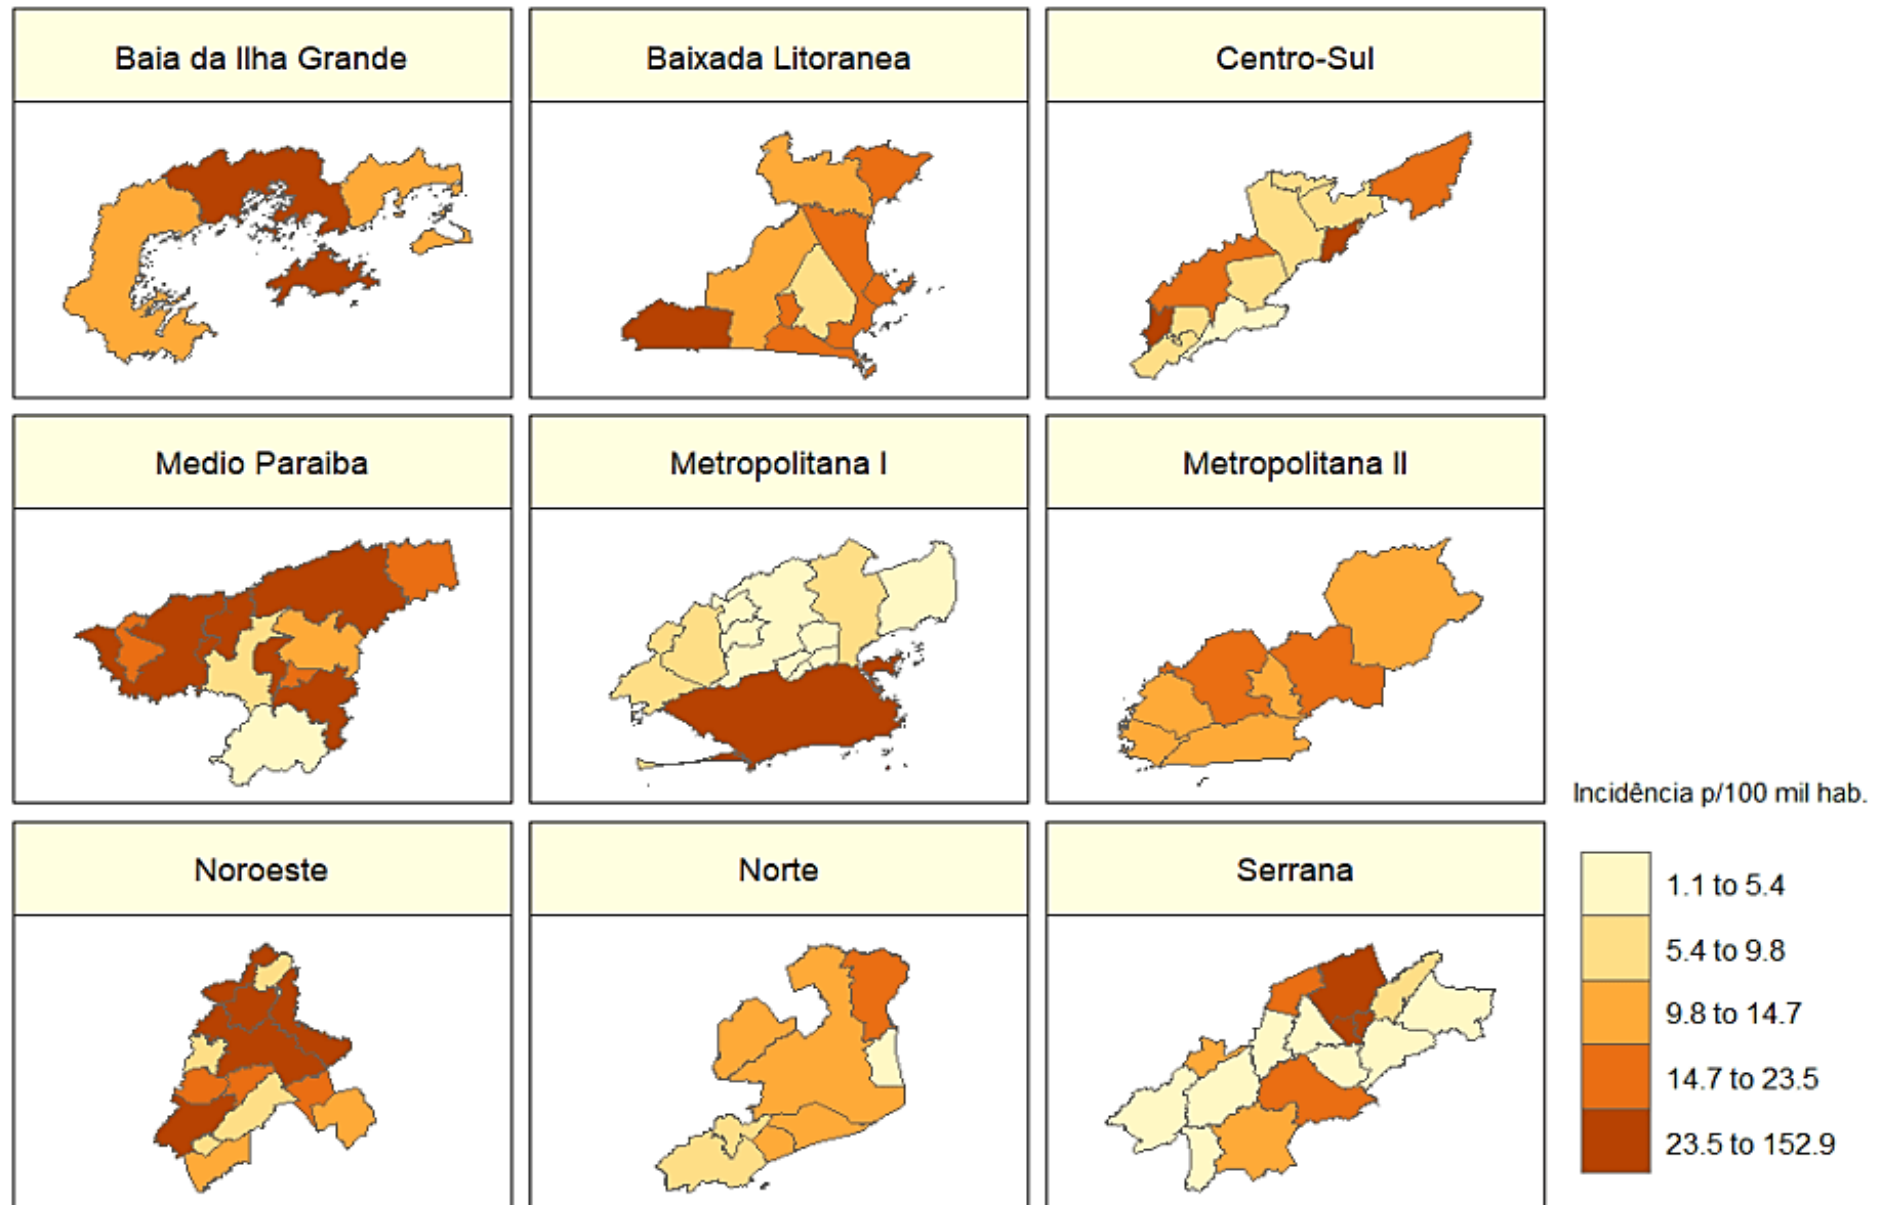 Baia da Ilha Grande
Baixada Litoranea
Centro-Sul
Medio Paraiba
Metropolitana I
Metropolitana II
Noroeste
Norte
Serrana
Incidência p/100 mil hab.
1.1 to 5.4
5.4 to 9.8
9.8 to 14.7
14.7 to 23.5
23.5 to 152.9